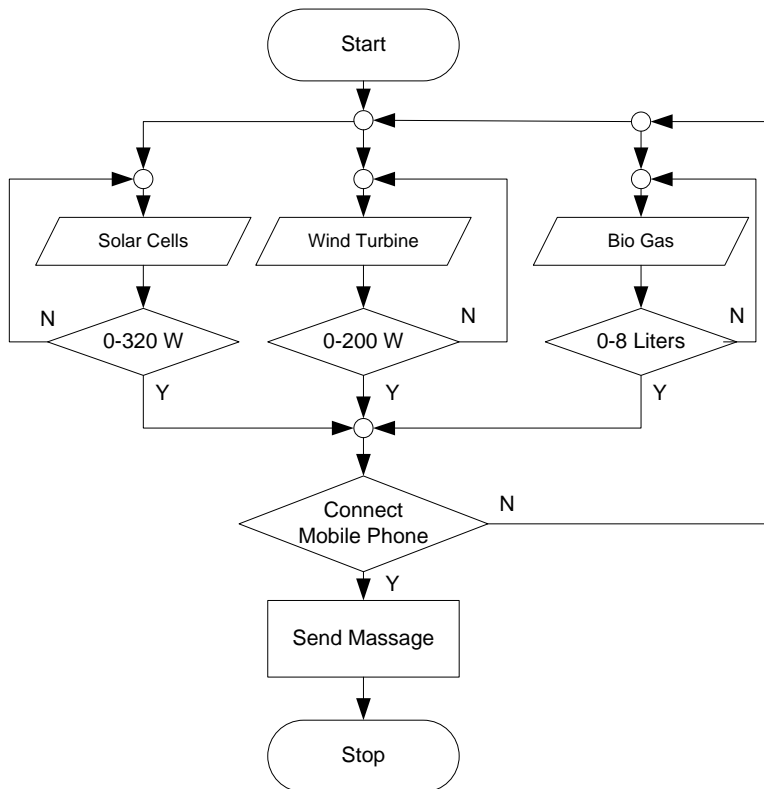 Start
Solar Cells
Wind Turbine
Bio Gas
N
0-320 W
0-200 W
N
0-8 Liters
N
Y
Y
Y
Connect
Mobile Phone
N
Y
Send Massage
Stop